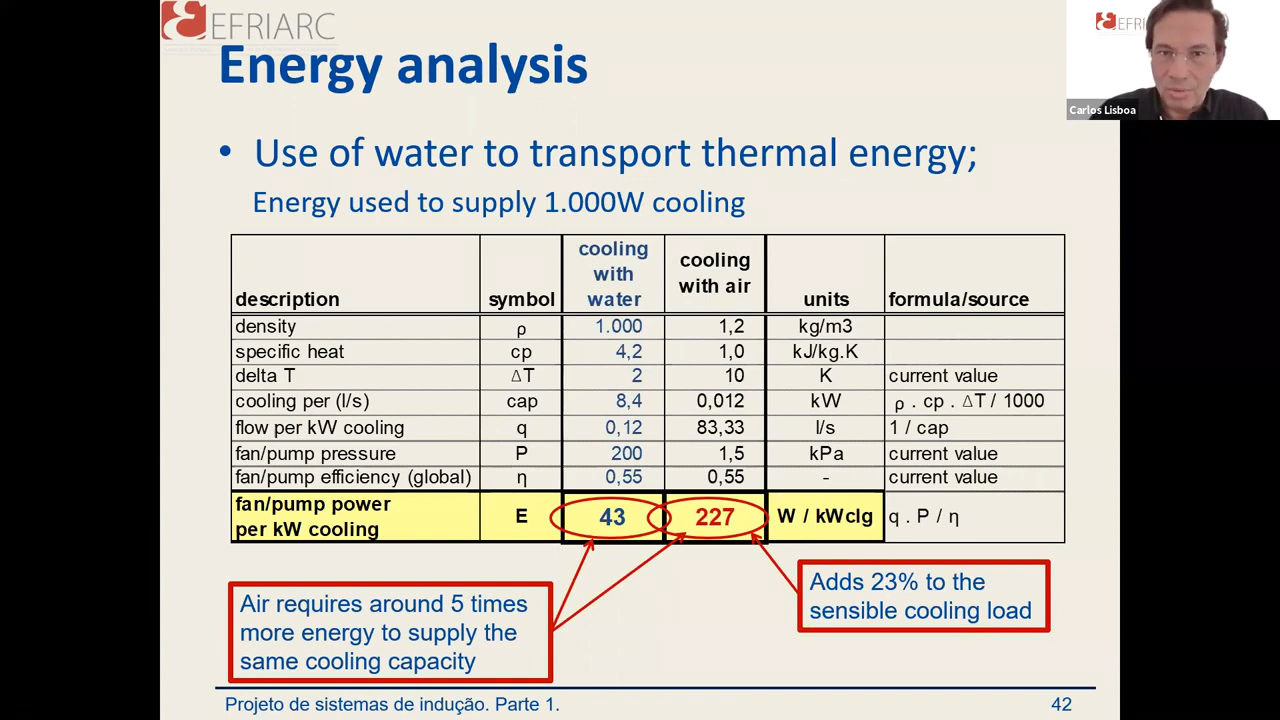 EFRIARC
Energy analysis
• Use of water to transport thermal energy;
Energy used to supply 1.000W cooling
description symbol cooling with water cooling with air units formula/source
density ρ 1.000 1,2 kg/m3
specific heat cp 4,2 1,0 kJ/kg.K
delta T ΔT 2 10 K current value
cooling per (l/s) cap 8,4 0,012 kW ρ . cp . ΔT / 1000
flow per kW cooling q 0,12 83,33 l/s 1 / cap
fan/pump pressure P 200 1,5 kPa current value
fan/pump efficiency (global) η 0,55 0,55 - current value
fan/pump power per kW cooling E 43 227 W / kWclg q . P / η
Air requires around 5 times
more energy to supply the
same cooling capacity
Adds 23% to the
sensible cooling load
Projeto de sistemas de indução. Parte 1. 42
EFRI
Carlos Lisboa